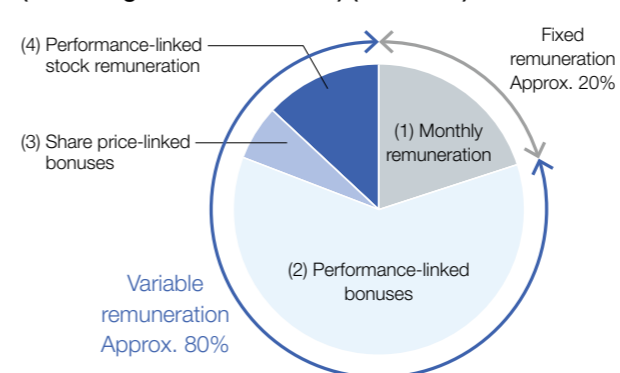 (4) Performance-linked
stock remuneration
(3) Share price-linked
bonuses
Fixed
remuneration
Approx. 20%
(1) Monthly
remuneration
(2) Performance-linked
bonuses
Variable
remuneration
Approx. 80%